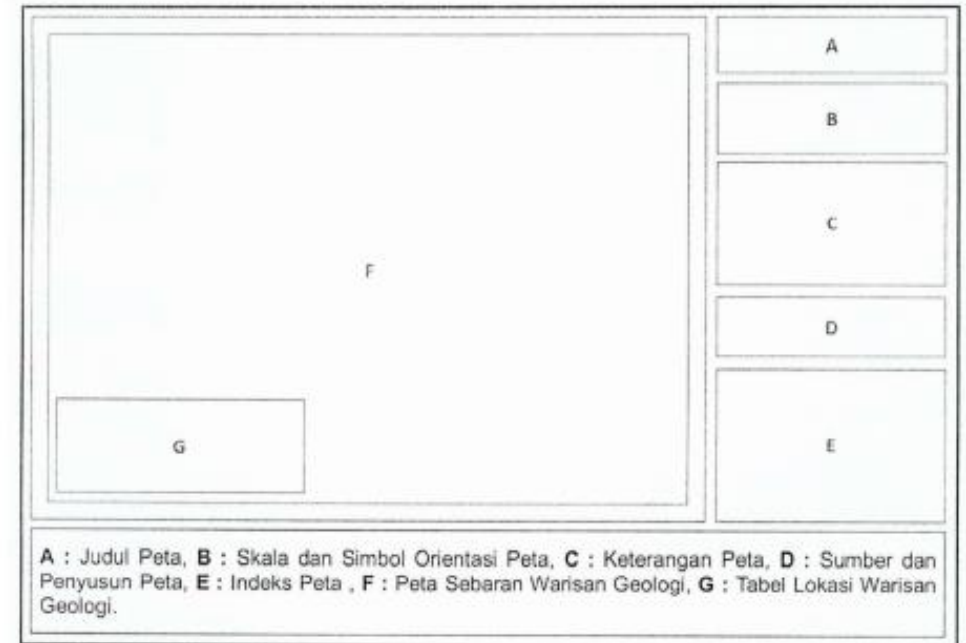 A
B
C
F
D
G
E
A : Judul Peta, B : Skala dan Simbol Orientasi Peta, C : Keterangan Peta, D : Sumber dan
Penyusun Peta, E : Indeks Peta , F : Peta Sebaran Warisan Geologi, G : Tabel Lokasi Warisan
Geologi.